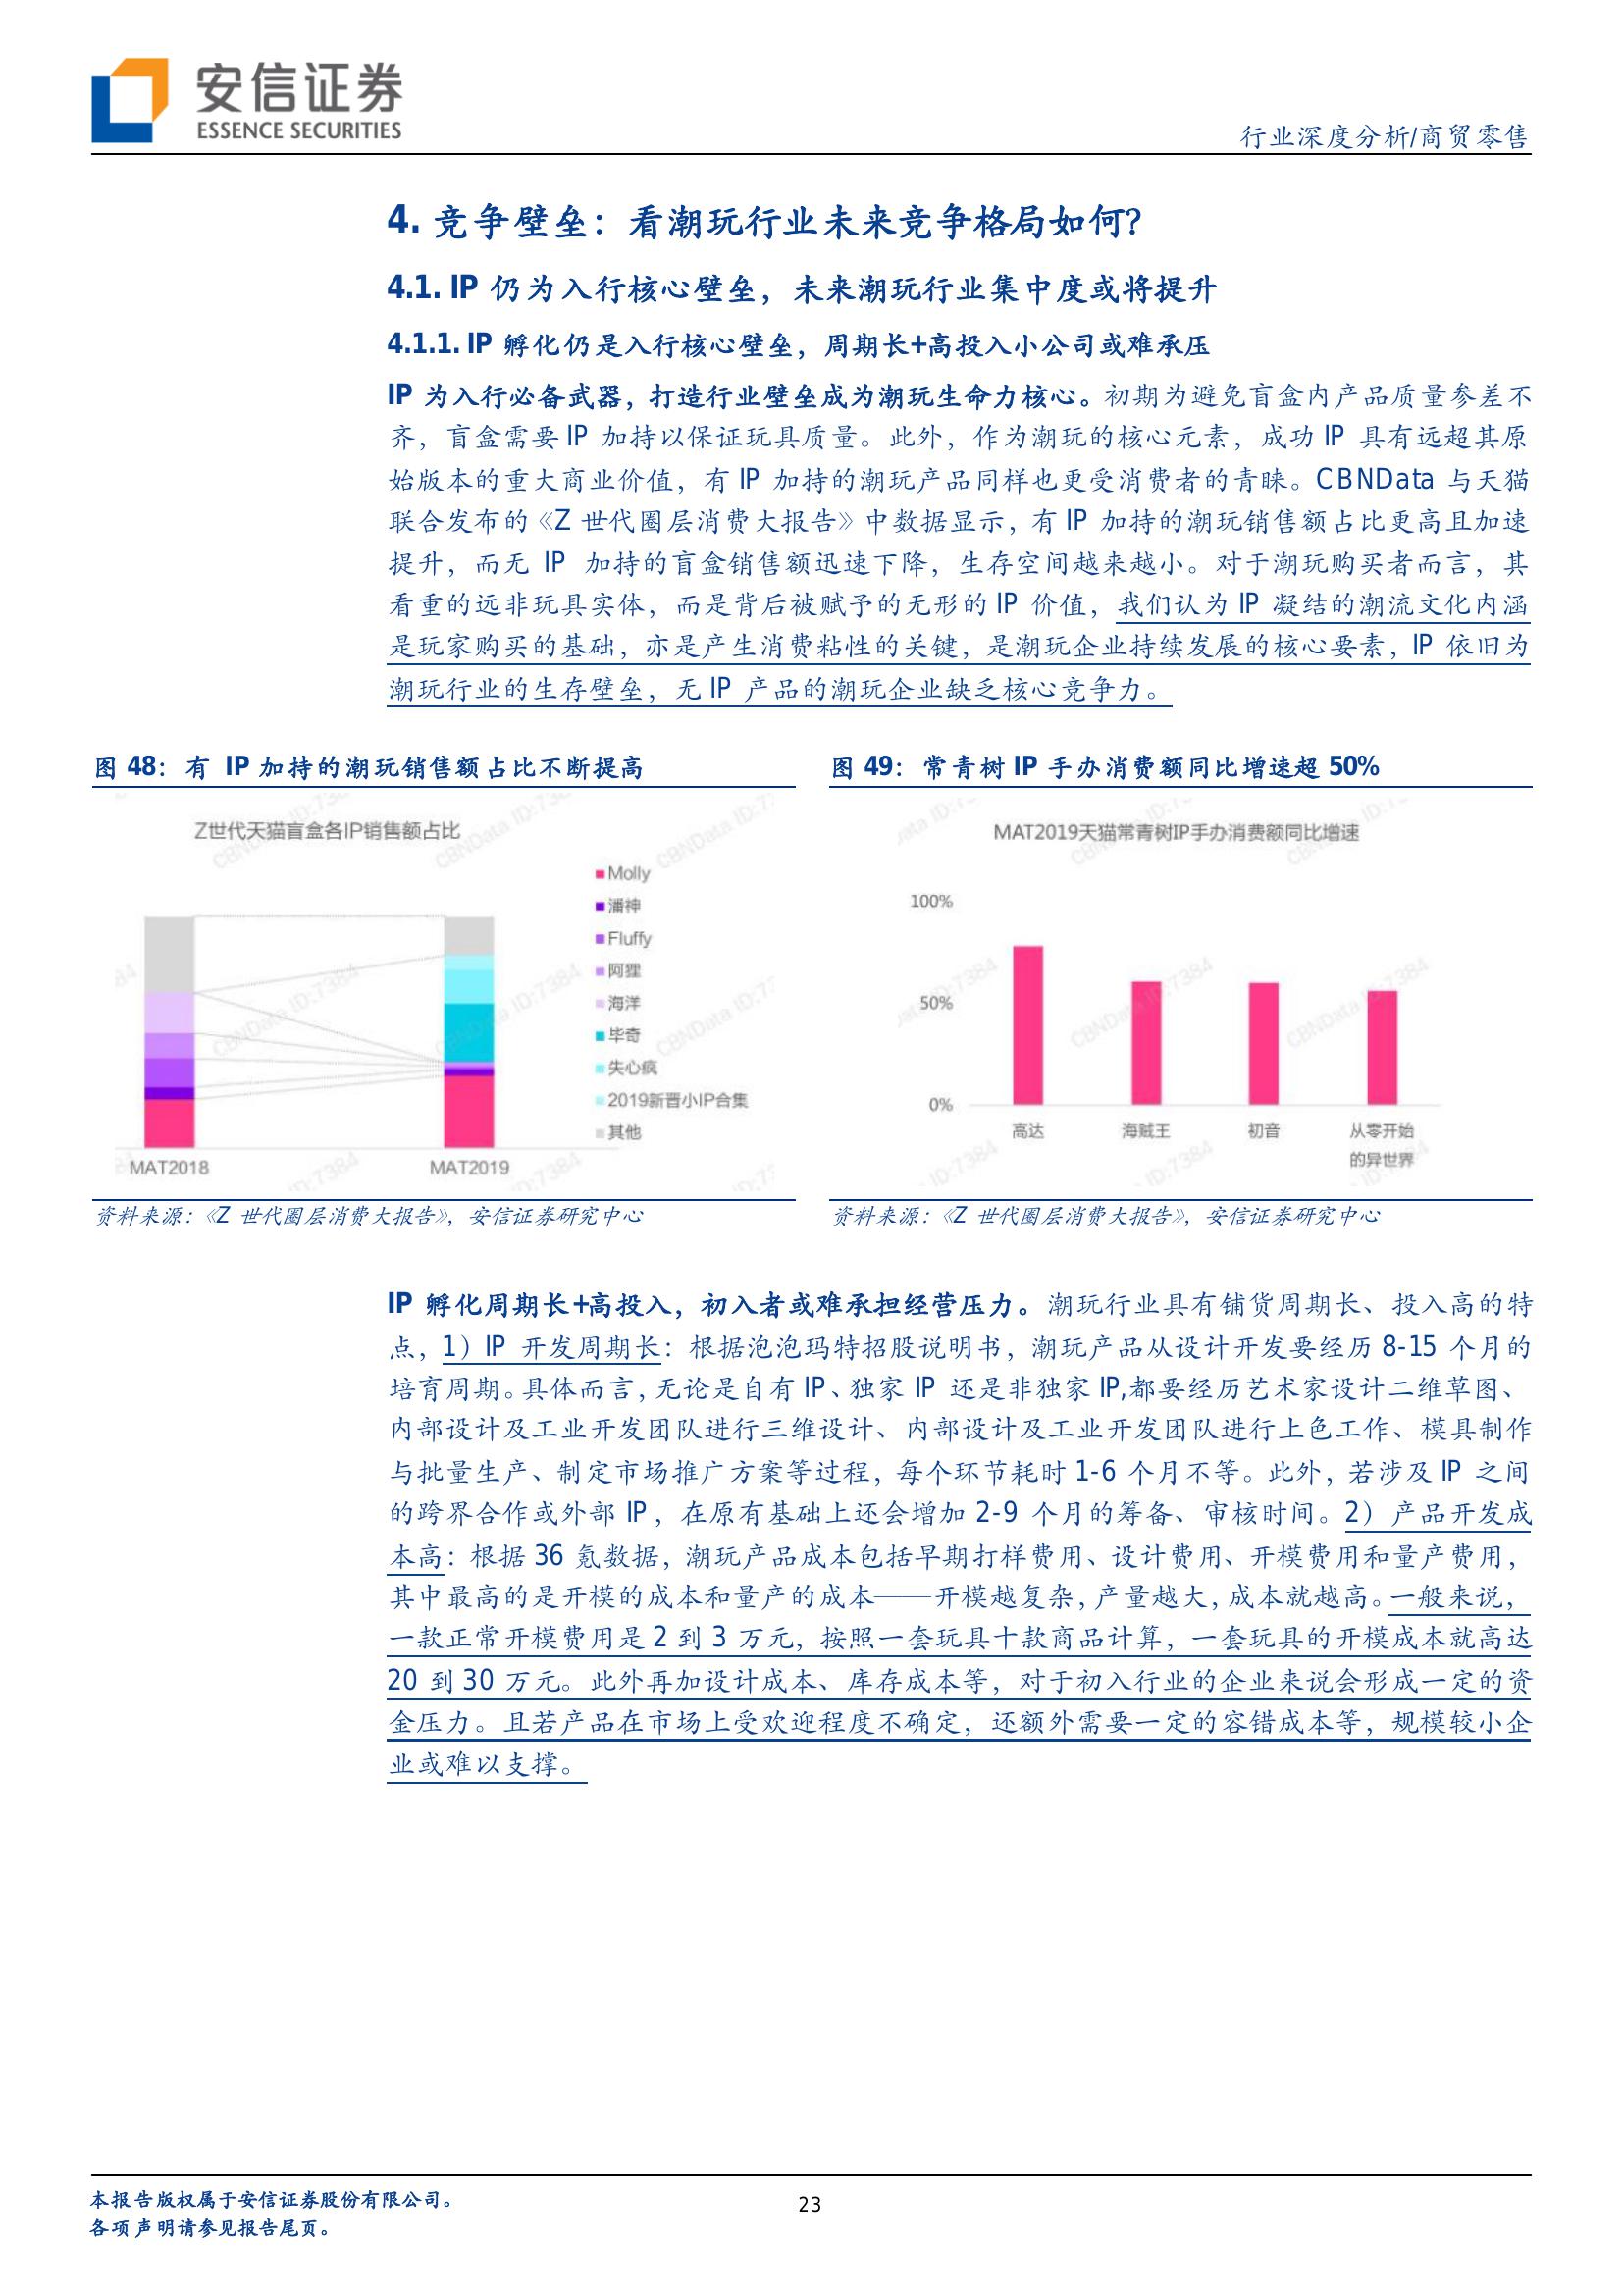 安信证券
ESSENCE SECURITIES
行业深度分析/商贸零售
4. 竞争壁垒：看潮玩行业未来竞争格局如何？
4.1. IP 仍为入行核心壁垒，未来潮玩行业集中度或将提升
4.1.1. IP 孵化仍是入行核心壁垒，周期长+高投入小公司或难承压
IP 为入行必备武器，打造行业壁垒成为潮玩生命力核心。初期为避免盲盒内产品质量参差不
齐，盲盒需要 IP 加持以保证玩具质量。此外，作为潮玩的核心元素，成功 IP 具有远超其原
始版本的重大商业价值，有 IP 加持的潮玩产品同样也更受消费者的青睐。CBNData 与天猫
联合发布的《Z 世代圈层消费大报告》中数据显示，有 IP 加持的潮玩销售额占比更高且加速
提升，而无 IP 加持的盲盒销售额迅速下降，生存空间越来越小。对于潮玩购买者而言，其
看重的远非玩具实体，而是背后被赋予的无形的 IP 价值，我们认为 IP 凝结的潮流文化内涵
是玩家购买的基础，亦是产生消费粘性的关键，是潮玩企业持续发展的核心要素，IP 依旧为
潮玩行业的生存壁垒，无 IP 产品的潮玩企业缺乏核心竞争力。
图 48：有 IP 加持的潮玩销售额占比不断提高
Z世代天猫盲盒各IP销售额占比
Molly
潘神
Fluffy
阿狸
海洋
毕奇
失心疯
2019新晋小IP合集
其他
MAT2018
MAT2019
资料来源：《Z 世代圈层消费大报告》，安信证券研究中心
图 49：常青树 IP 手办消费额同比增速超 50%
MAT2019天猫常青树IP手办消费额同比增速
100%
50%
0%
高达
海贼王
初音
从零开始
的异世界
资料来源：《Z 世代圈层消费大报告》，安信证券研究中心
CBNData ID:7384
IP 孵化周期长+高投入，初入者或难承担经营压力。潮玩行业具有铺货周期长、投入高的特
点，1）IP 开发周期长：根据泡泡玛特招股说明书，潮玩产品从设计开发要经历 8-15 个月的
培育周期。具体而言，无论是自有 IP、独家 IP 还是非独家 IP,都要经历艺术家设计二维草图、
内部设计及工业开发团队进行三维设计、内部设计及工业开发团队进行上色工作、模具制作
与批量生产、制定市场推广方案等过程，每个环节耗时 1-6 个月不等。此外，若涉及 IP 之间
的跨界合作或外部 IP，在原有基础上还会增加 2-9 个月的筹备、审核时间。2）产品开发成
本高：根据 36 氪数据，潮玩产品成本包括早期打样费用、设计费用、开模费用和量产费用，
其中最高的是开模的成本和量产的成本——开模越复杂，产量越大，成本就越高。一般来说，
一款正常开模费用是 2 到 3 万元，按照一套玩具十款商品计算，一套玩具的开模成本就高达
20 到 30 万元。此外再加设计成本、库存成本等，对于初入行业的企业来说会形成一定的资
金压力。且若产品在市场上受欢迎程度不确定，还额外需要一定的容错成本等，规模较小企
业或难以支撑。
本报告版权属于安信证券股份有限公司。
各项声明请参见报告尾页。
23